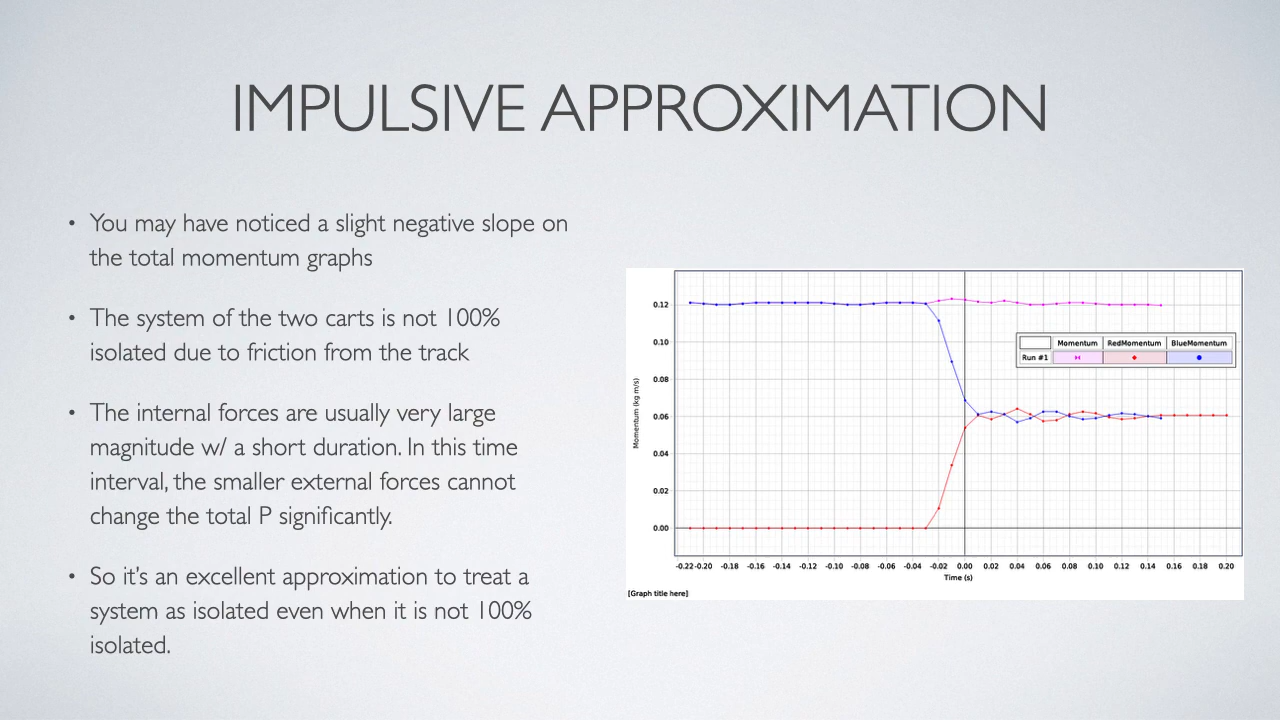 IMPULSIVE APPROXIMATION
• You may have noticed a slight negative slope on
the total momentum graphs
• The system of the two carts is not 100%
isolated due to friction from the track
• The internal forces are usually very large
magnitude w/ a short duration. In this time
interval, the smaller external forces cannot
change the total P significantly.
• So it's an excellent approximation to treat a
system as isolated even when it is not 100%
isolated.
Momentum (kg m/s)
0.12
0.10
0.08
0.06
0.04
0.02
0.00
Momentum RedMomentum BlueMomentum
Run #1
-0.22 -0.20 -0.18 -0.16 -0.14 -0.12 -0.10 -0.08 -0.06 -0.04 -0.02 0.00 0.02 0.04 0.06 0.08 0.10 0.12 0.14 0.16 0.18 0.20
Time (s)
[Graph title here]